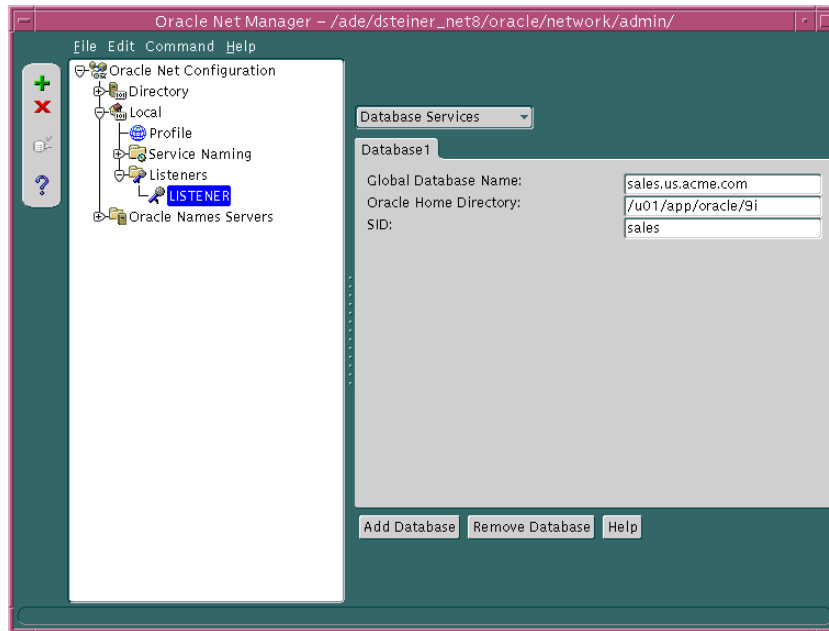 Oracle Net Manager – /ade/dsteiner_net8/oracle/network/admin/
File Edit Command Help
Oracle Net Configuration
Directory
Local
Profile
Service Naming
Listeners
LISTENER
Oracle Names Servers
Database Services
Database1
Global Database Name: sales.us.acme.com
Oracle Home Directory: /u01/app/oracle/9i
SID: sales
Add Database Remove Database Help